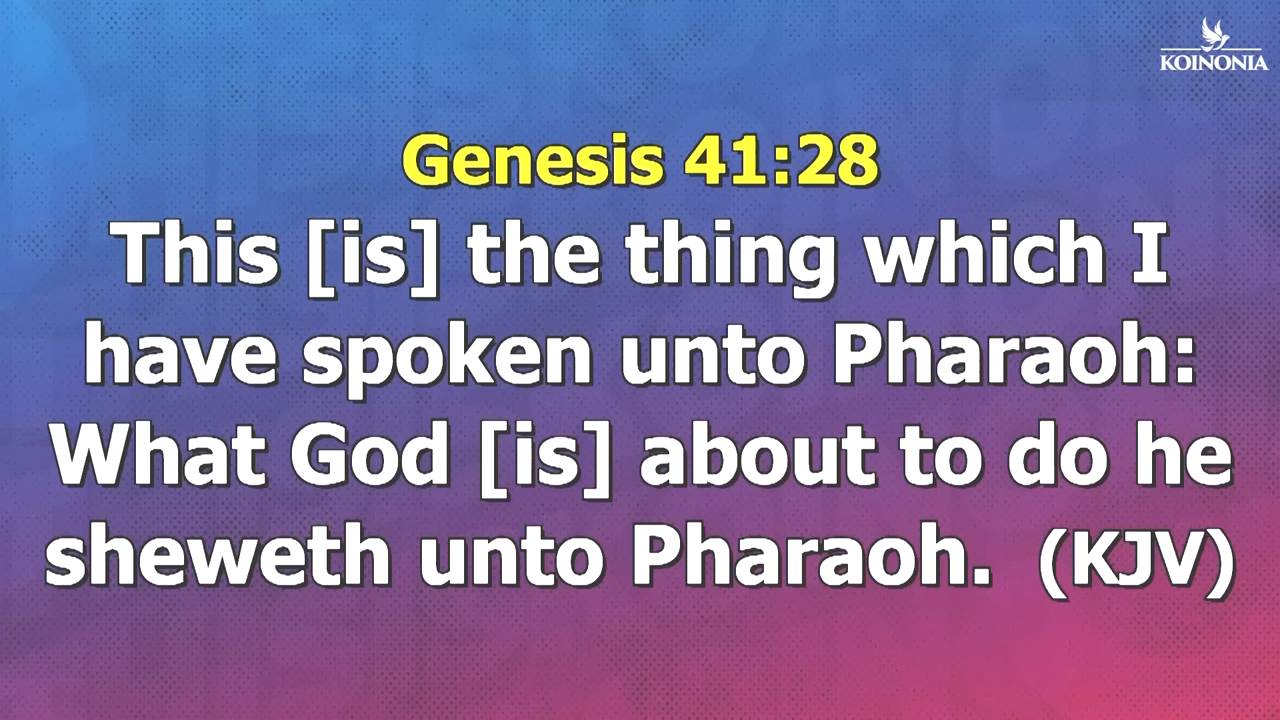 KOINONIA
Genesis 41:28
This [is] the thing which I
have spoken unto Pharaoh:
What God [is] about to do he
sheweth unto Pharaoh. (KJV)